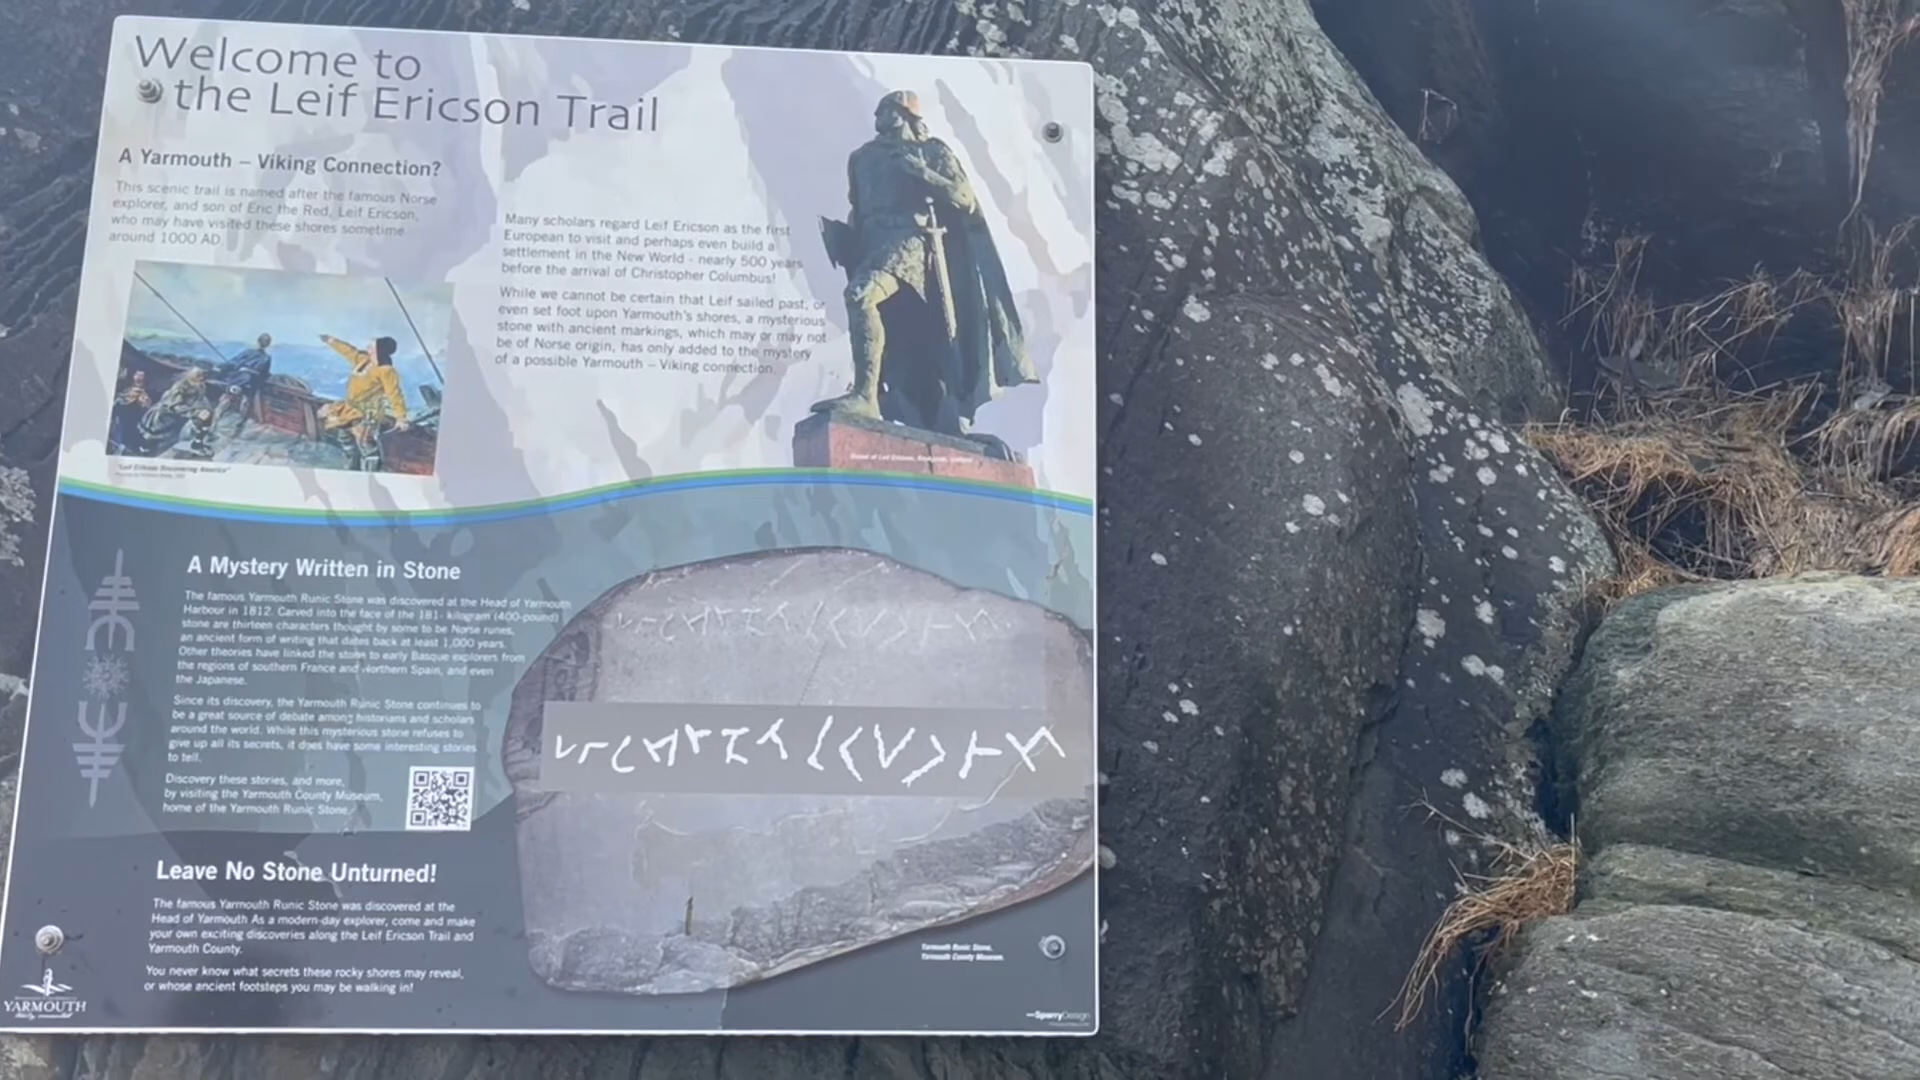 Welcome to
the Leif Ericson Trail
A Yarmouth – Viking Connection?
This scenic trail is named after the famous Norse
explorer, and son of Eric the Red, Leif Ericson,
who may have visited these shores sometime
around 1000 AD.
Many scholars regard Leif Ericson as the first
European to visit and perhaps even build a
settlement in the New World - nearly 500 years
before the arrival of Christopher Columbus!
While we cannot be certain that Leif sailed past, or
even set foot upon Yarmouth's shores, a mysterious
stone with ancient markings, which may or may not
be of Norse origin, has only added to the mystery
of a possible Yarmouth – Viking connection.
"Leif Erikson Discovering America"
A Mystery Written in Stone
The famous Yarmouth Runic Stone was discovered at the Head of Yarmouth
Harbour in 1812. Carved into the face of the 181- kilogram (400-pound)
stone are thirteen characters thought by some to be Norse runes,
an ancient form of writing that dates back at least 1,000 years.
Other theories have linked the stone to early Basque explorers from
the regions of southern France and Northern Spain, and even
the Japanese.
Since its discovery, the Yarmouth Runic Stone continues to
be a great source of debate among historians and scholars
around the world. While this mysterious stone refuses to
give up all its secrets, it does have some interesting stories
to tell.
Discovery these stories, and more,
by visiting the Yarmouth County Museum,
home of the Yarmouth Runic Stone.
Leave No Stone Unturned!
The famous Yarmouth Runic Stone was discovered at the
Head of Yarmouth As a modern-day explorer, come and make
your own exciting discoveries along the Leif Ericson Trail and
Yarmouth County.
You never know what secrets these rocky shores may reveal,
or whose ancient footsteps you may be walking in!
Yarmouth Runic Stone,
Yarmouth County Museum.
YARMOUTH
SperryDesign